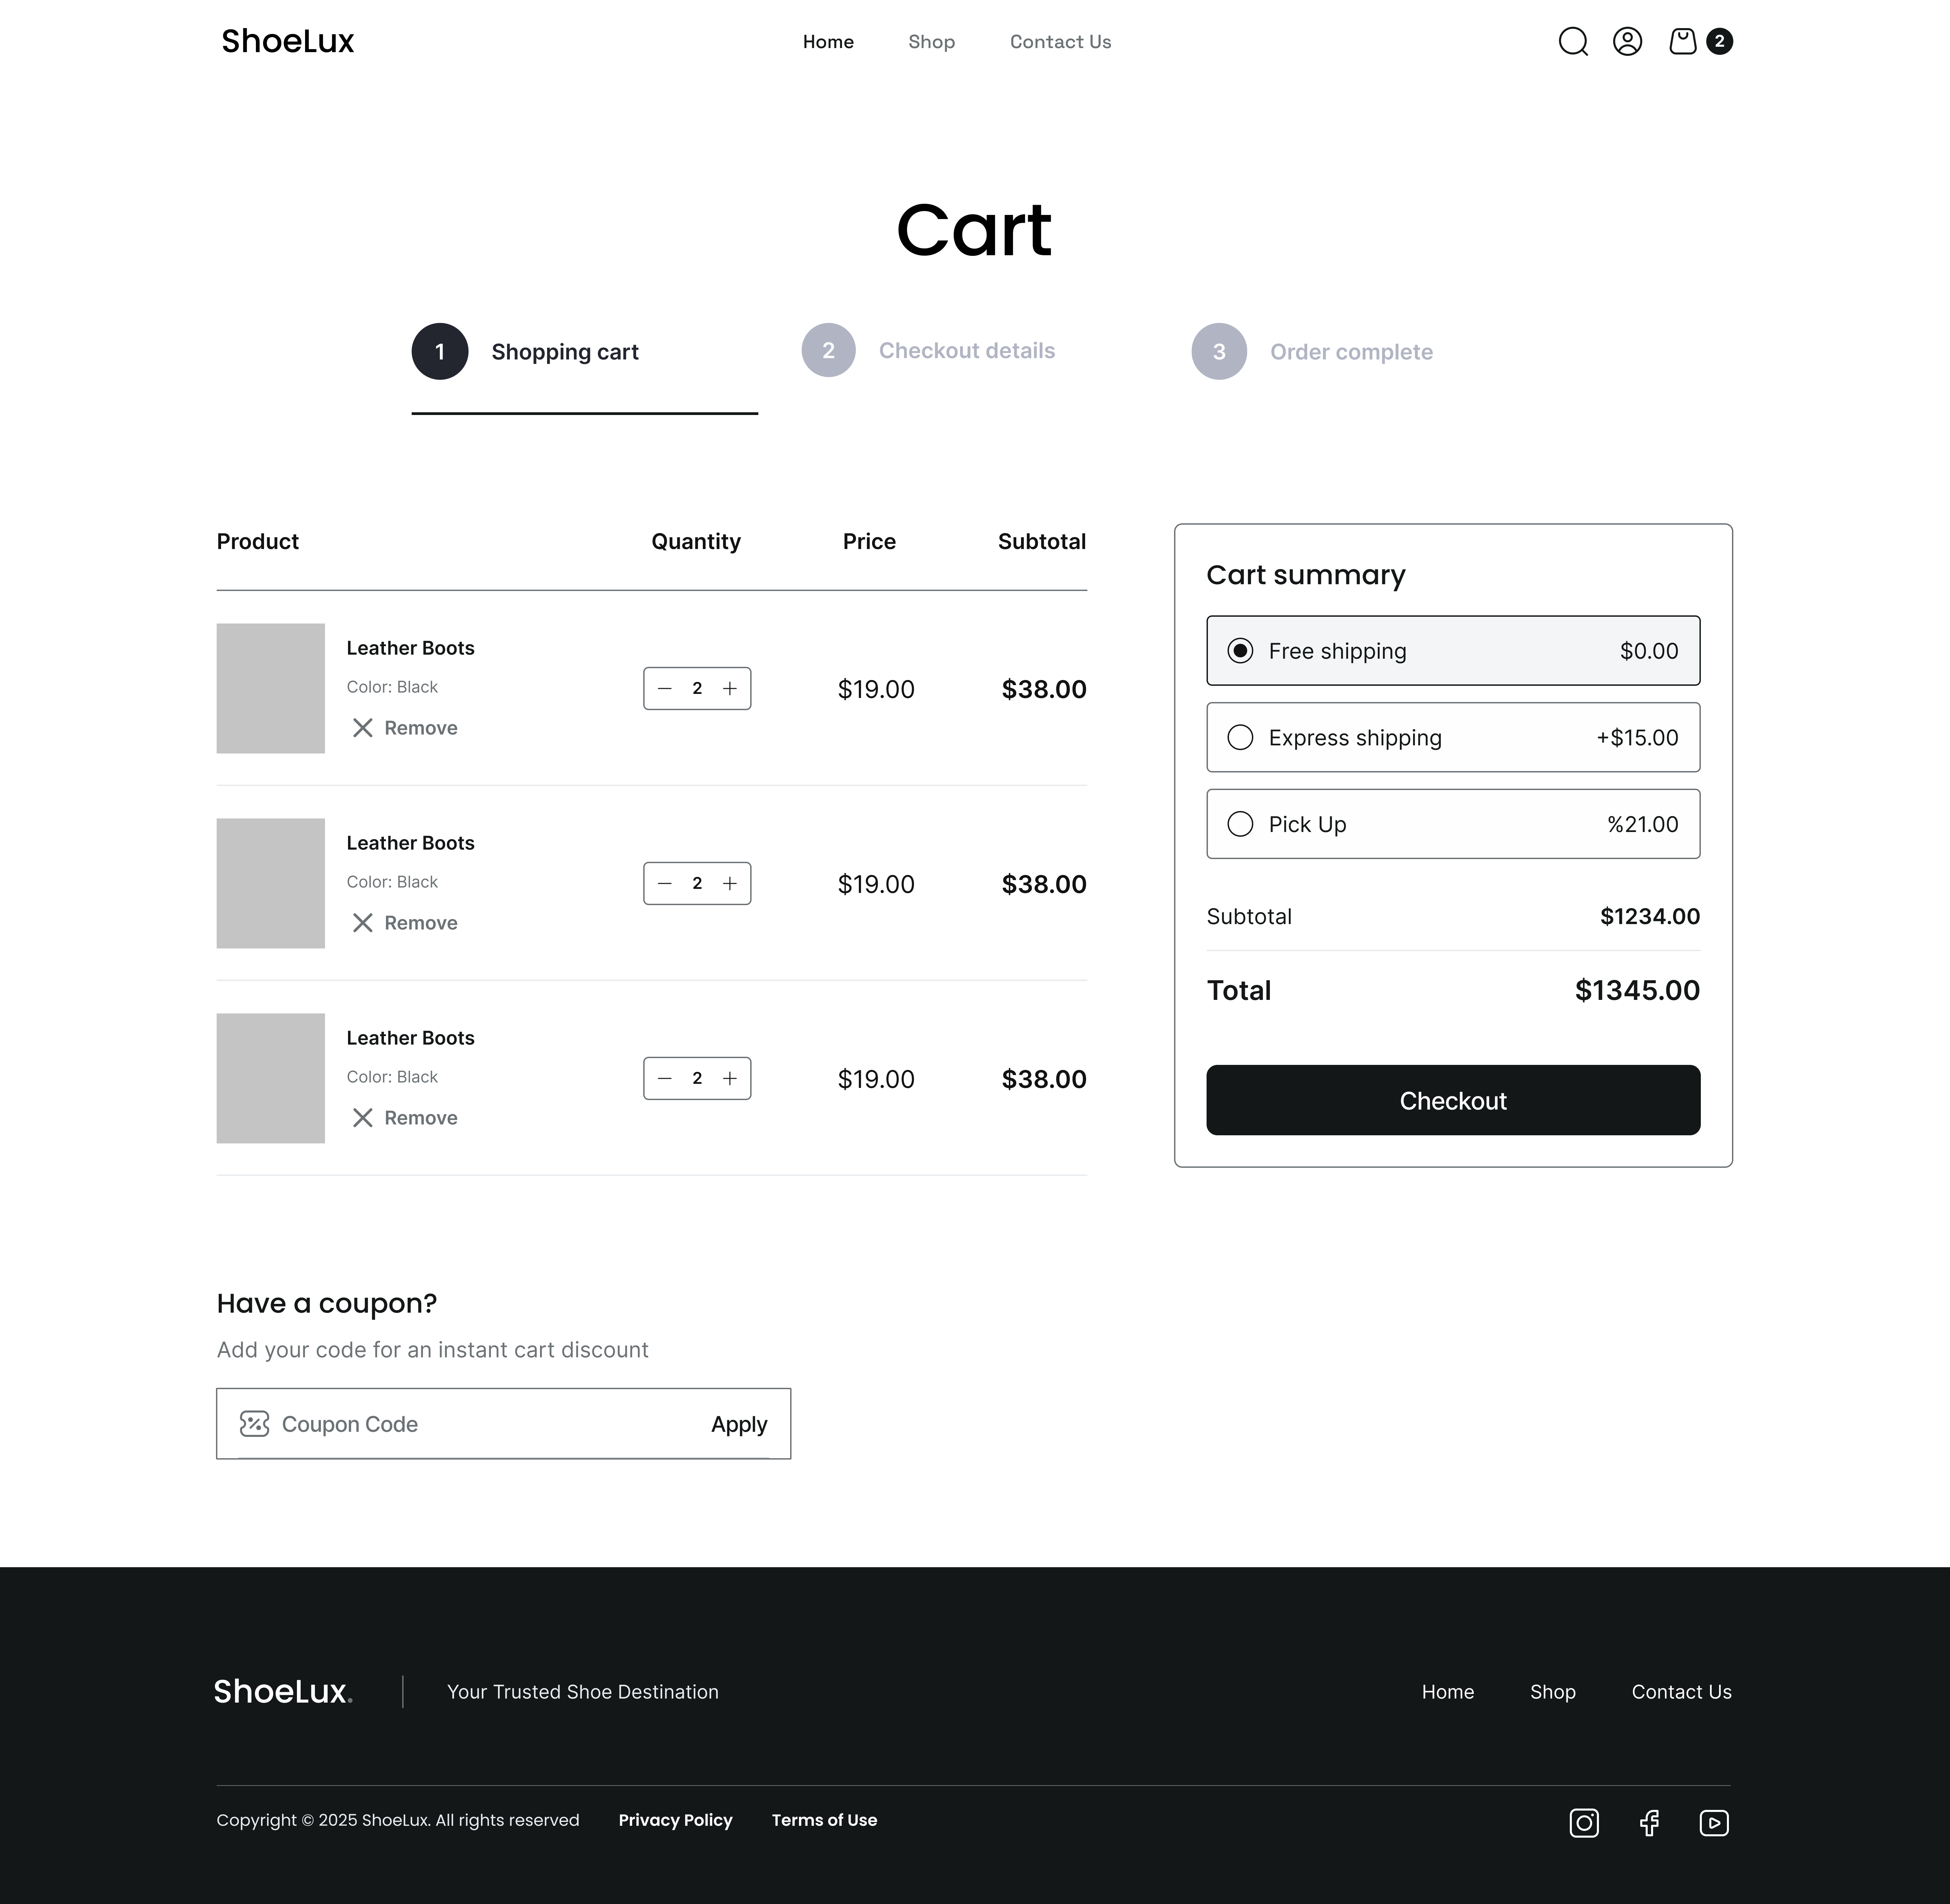 ShoeLux
Home Shop Contact Us
2
Cart
1 Shopping cart
2 Checkout details
3 Order complete
Product Quantity Price Subtotal
Leather Boots
Color: Black
Remove
2 $19.00 $38.00
Leather Boots
Color: Black
Remove
2 $19.00 $38.00
Leather Boots
Color: Black
Remove
2 $19.00 $38.00
Cart summary
Free shipping $0.00
Express shipping +$15.00
Pick Up %21.00
Subtotal $1234.00
Total $1345.00
Checkout
Have a coupon?
Add your code for an instant cart discount
Coupon Code Apply
ShoeLux. Your Trusted Shoe Destination Home Shop Contact Us
Copyright © 2025 ShoeLux. All rights reserved Privacy Policy Terms of Use